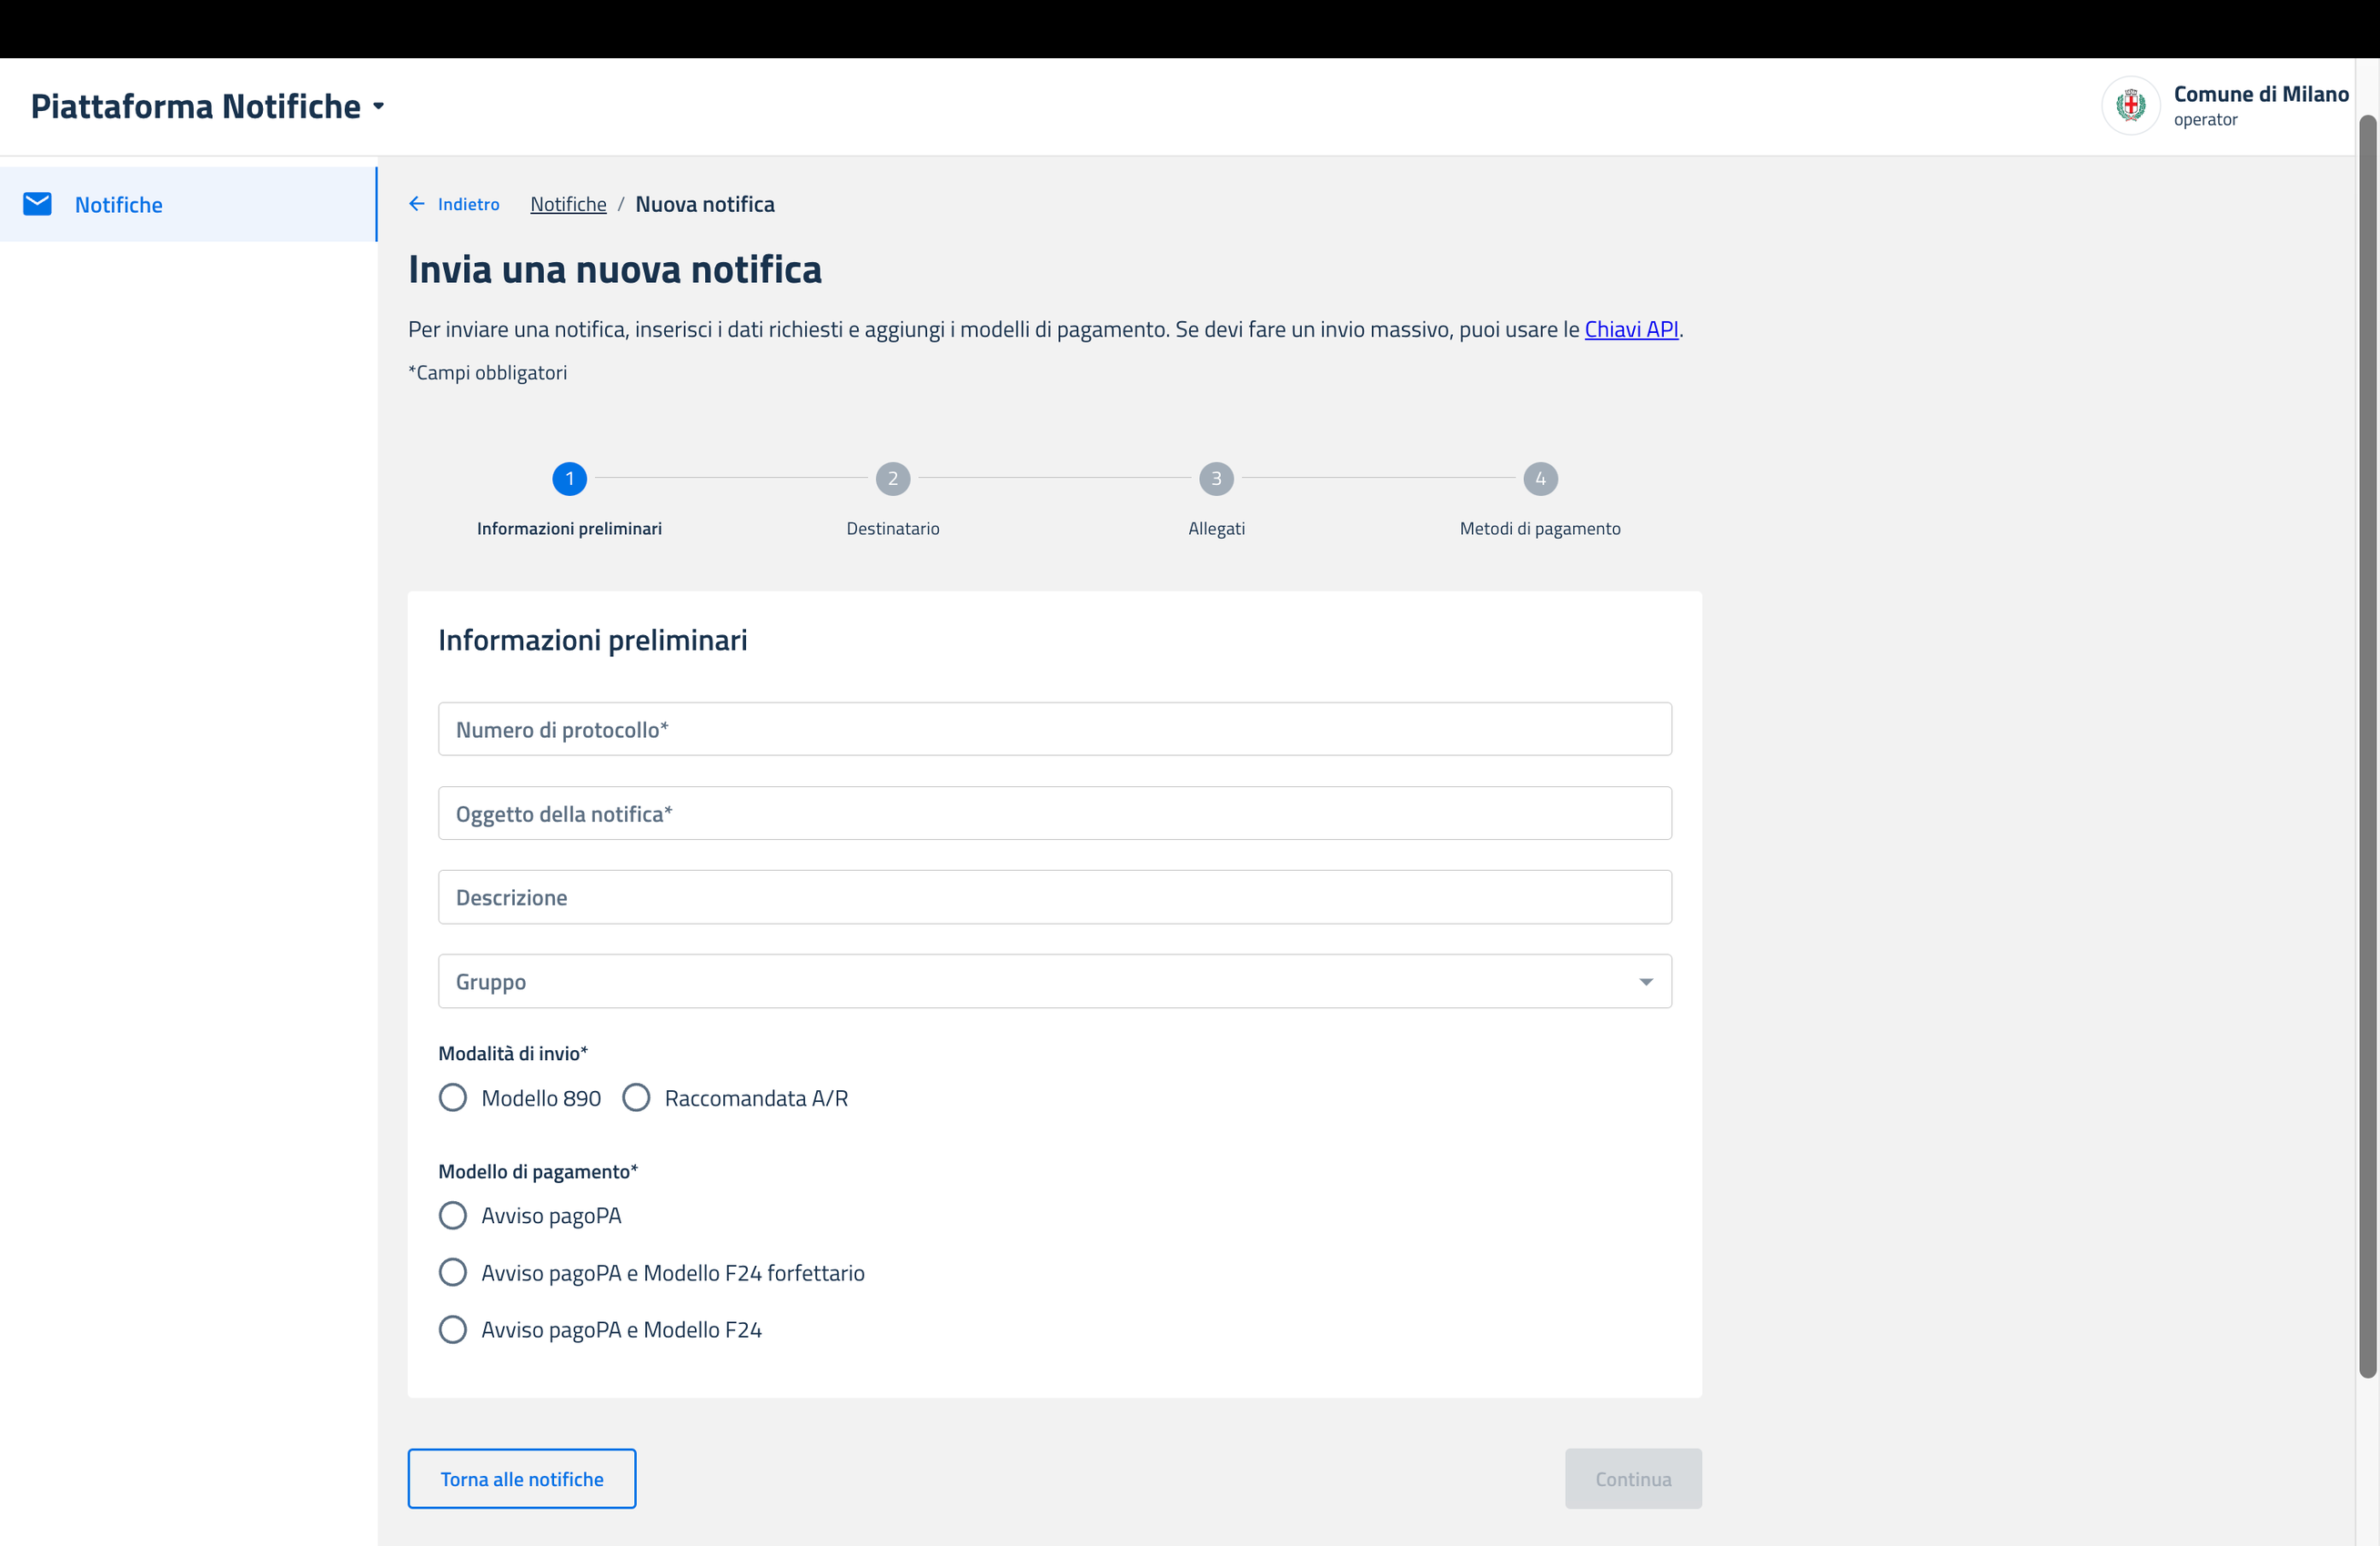 Piattaforma Notifiche
Comune di Milano
operator
Notifiche
Indietro Notifiche / Nuova notifica
Invia una nuova notifica
Per inviare una notifica, inserisci i dati richiesti e aggiungi i modelli di pagamento. Se devi fare un invio massivo, puoi usare le Chiavi API.
*Campi obbligatori
1 2 3 4
Informazioni preliminari Destinatario Allegati Metodi di pagamento
Informazioni preliminari
Numero di protocollo*
Oggetto della notifica*
Descrizione
Gruppo
Modalità di invio*
Modello 890 Raccomandata A/R
Modello di pagamento*
Avviso pagoPA
Avviso pagoPA e Modello F24 forfettario
Avviso pagoPA e Modello F24
Torna alle notifiche Continua